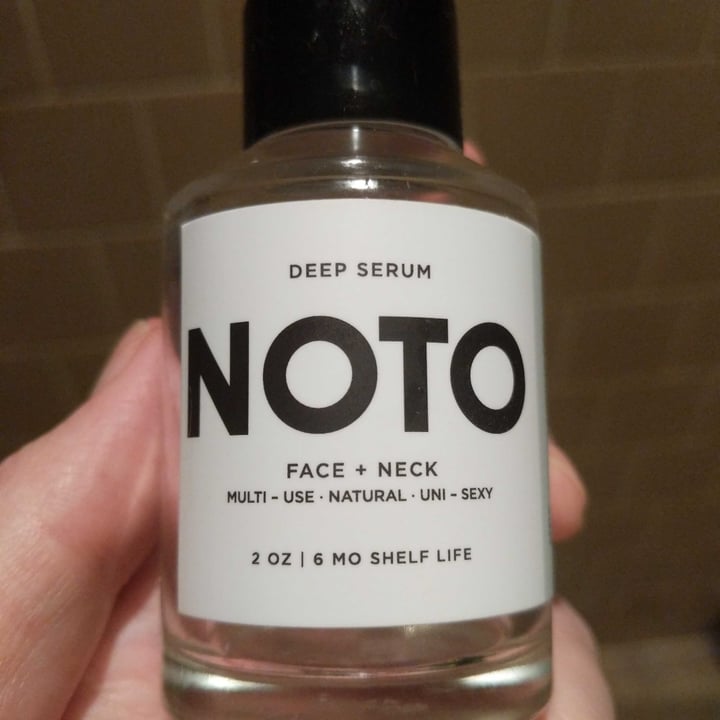 DEEP SERUM
NOTO
FACE + NECK
MULTI - USE · NATURAL · UNI - SEXY
2 OZ | 6 MO SHELF LIFE